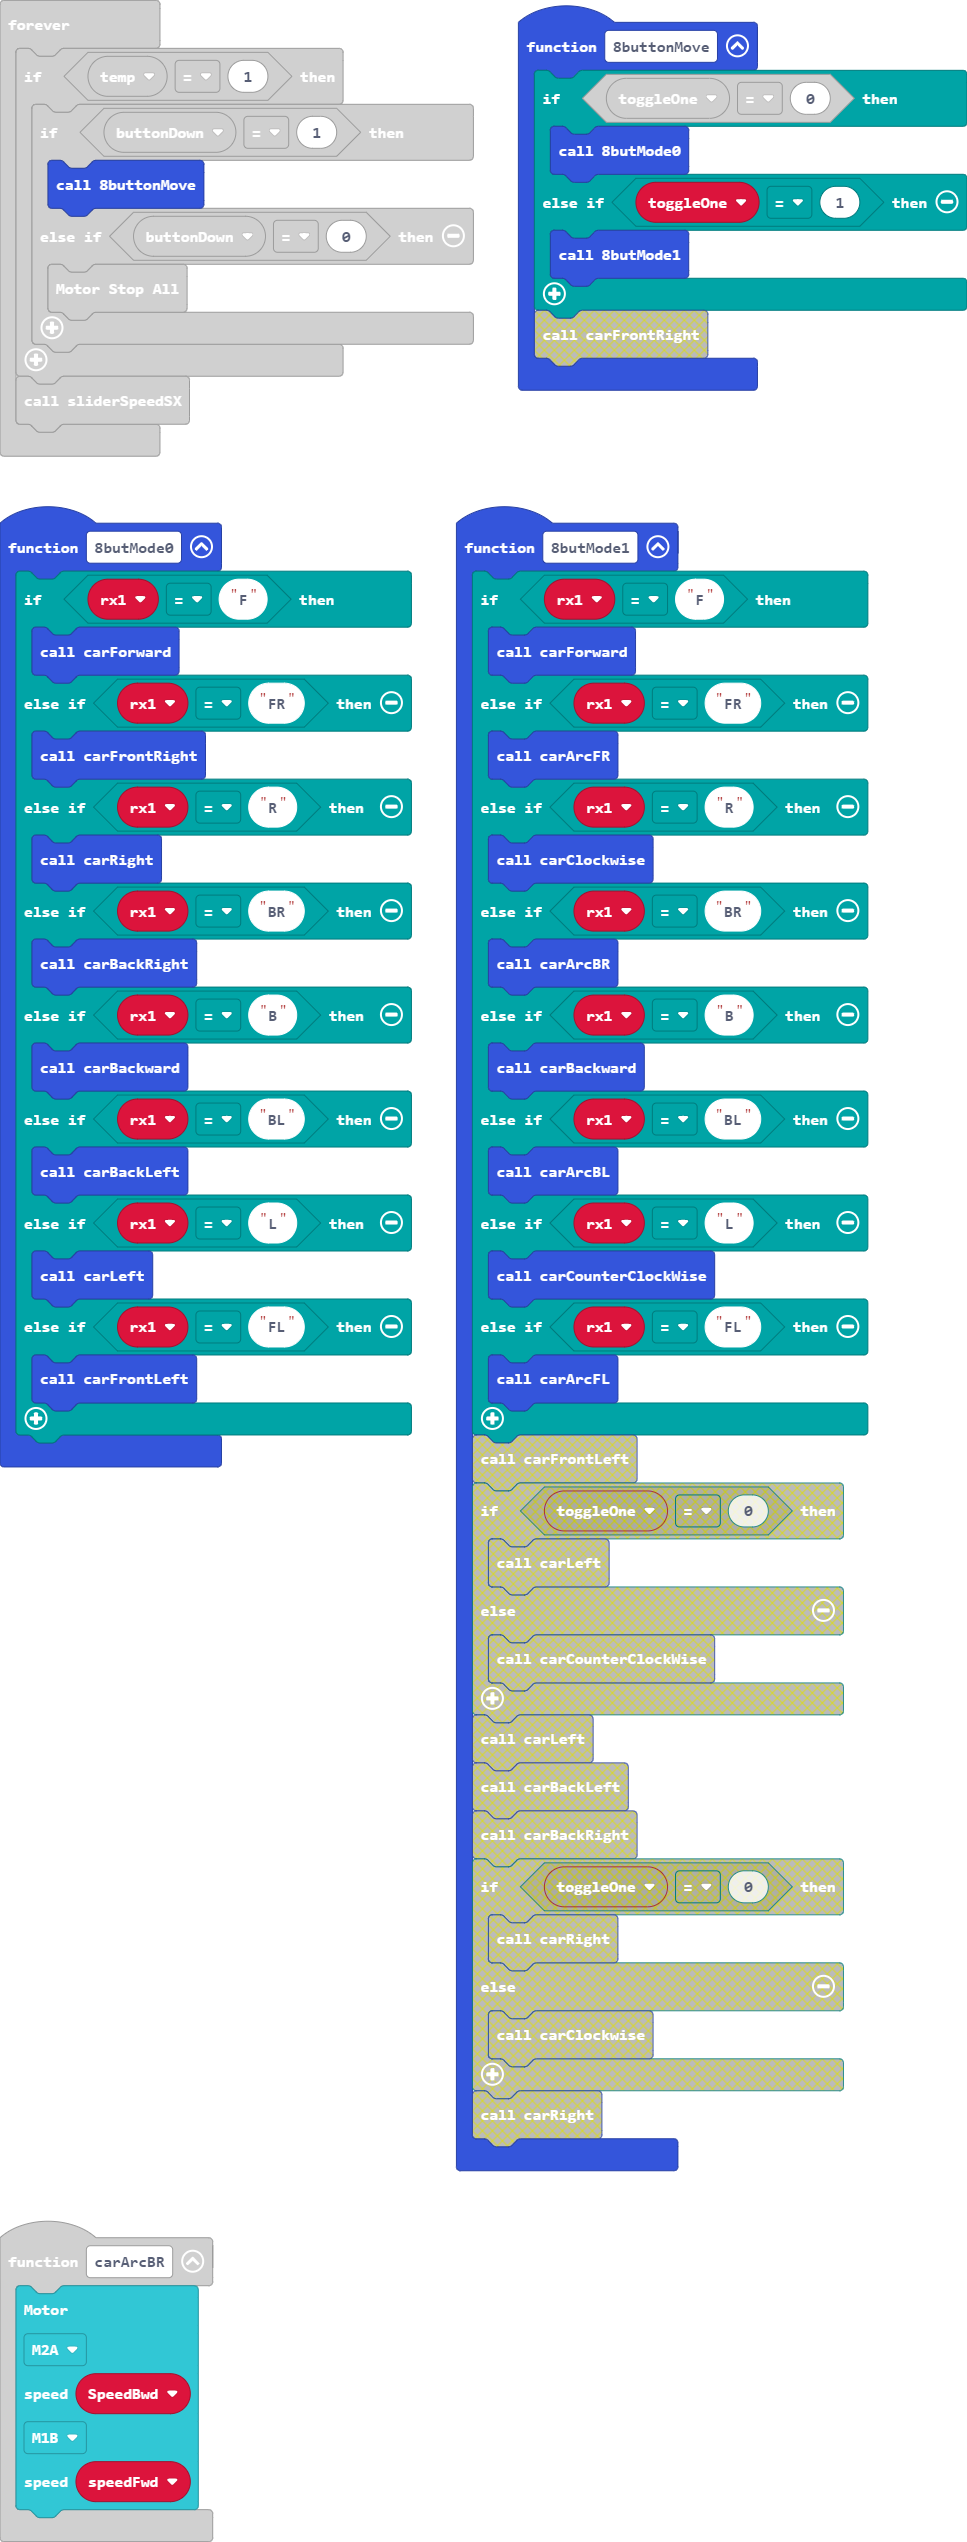 forever
if temp = 1 then
if buttonDown = 1 then
call 8buttonMove
else if buttonDown = 0 then
Motor Stop All
call sliderSpeedSX
function 8buttonMove
if toggleOne = 0 then
call 8butMode0
else if toggleOne = 1 then
call 8butMode1
call carFrontRight
function 8butMode0
if rx1 = "F" then
call carForward
else if rx1 = "FR" then
call carFrontRight
else if rx1 = "R" then
call carRight
else if rx1 = "BR" then
call carBackRight
else if rx1 = "B" then
call carBackward
else if rx1 = "BL" then
call carBackLeft
else if rx1 = "L" then
call carLeft
else if rx1 = "FL" then
call carFrontLeft
function 8butMode1
if rx1 = "F" then
call carForward
else if rx1 = "FR" then
call carArcFR
else if rx1 = "R" then
call carClockwise
else if rx1 = "BR" then
call carArcBR
else if rx1 = "B" then
call carBackward
else if rx1 = "BL" then
call carArcBL
else if rx1 = "L" then
call carCounterClockWise
else if rx1 = "FL" then
call carArcFL
call carFrontLeft
if toggleOne = 0 then
call carLeft
else
call carCounterClockWise
call carLeft
call carBackLeft
call carBackRight
if toggleOne = 0 then
call carRight
else
call carClockwise
call carRight
function carArcBR
Motor
M2A
speed SpeedBwd
M1B
speed speedFwd